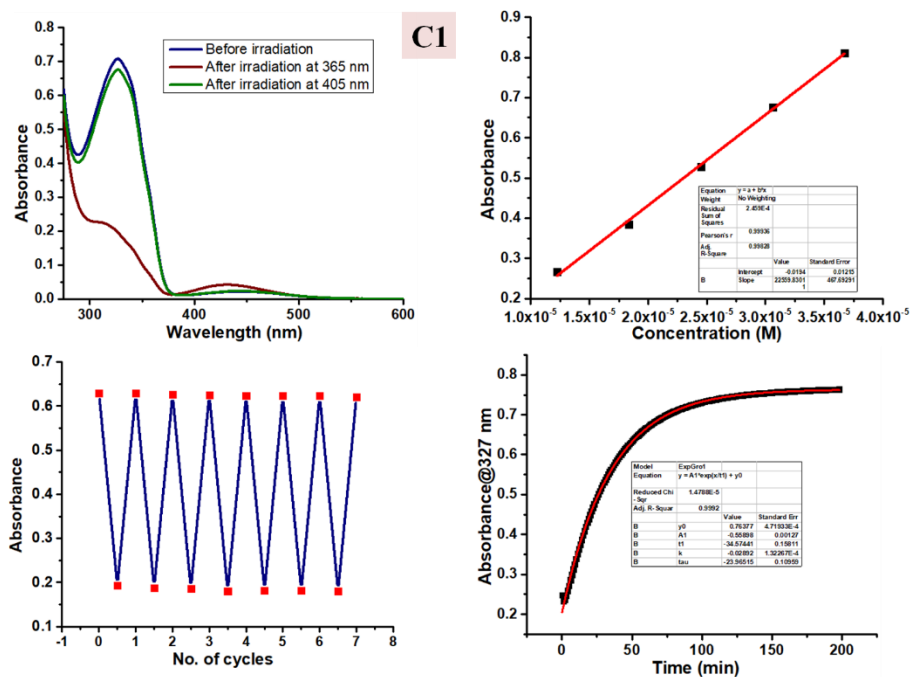 C1
Before irradiation
After irradiation at 365 nm
After irradiation at 405 nm
Absorbance
0.8
0.7
0.6
0.5
0.4
0.3
0.2
0.1
0.0
300 400 500 600
Wavelength (nm)
Absorbance
0.9
0.8
0.7
0.6
0.5
0.4
0.3
0.2
Equation y = a + b*x
Weight No Weighting
Residual Sum of Squares 2.459E-4
Pearson's r 0.99936
Adj. R-Square 0.99828
Value Standard Error
B Intercept -0.0194 0.01215
B Slope 22559.83011 467.69291
1.0x10⁻⁵ 1.5x10⁻⁵ 2.0x10⁻⁵ 2.5x10⁻⁵ 3.0x10⁻⁵ 3.5x10⁻⁵ 4.0x10⁻⁵
Concentration (M)
Absorbance
0.7
0.6
0.5
0.4
0.3
0.2
0.1
-1 0 1 2 3 4 5 6 7 8
No. of cycles
Absorbance@327 nm
0.8
0.7
0.6
0.5
0.4
0.3
0.2
Model ExpGro1
Equation y = A1*exp(x/t1) + y0
Reduced Chi-Sqr 1.4788E-5
Adj. R-Squar 0.9992
Value Standard Err
B y0 0.76377 4.71933E-4
B A1 -0.55898 0.00127
B t1 -34.57441 0.15811
B k -0.02892 1.32267E-4
B tau -23.96515 0.10959
0 50 100 150 200
Time (min)